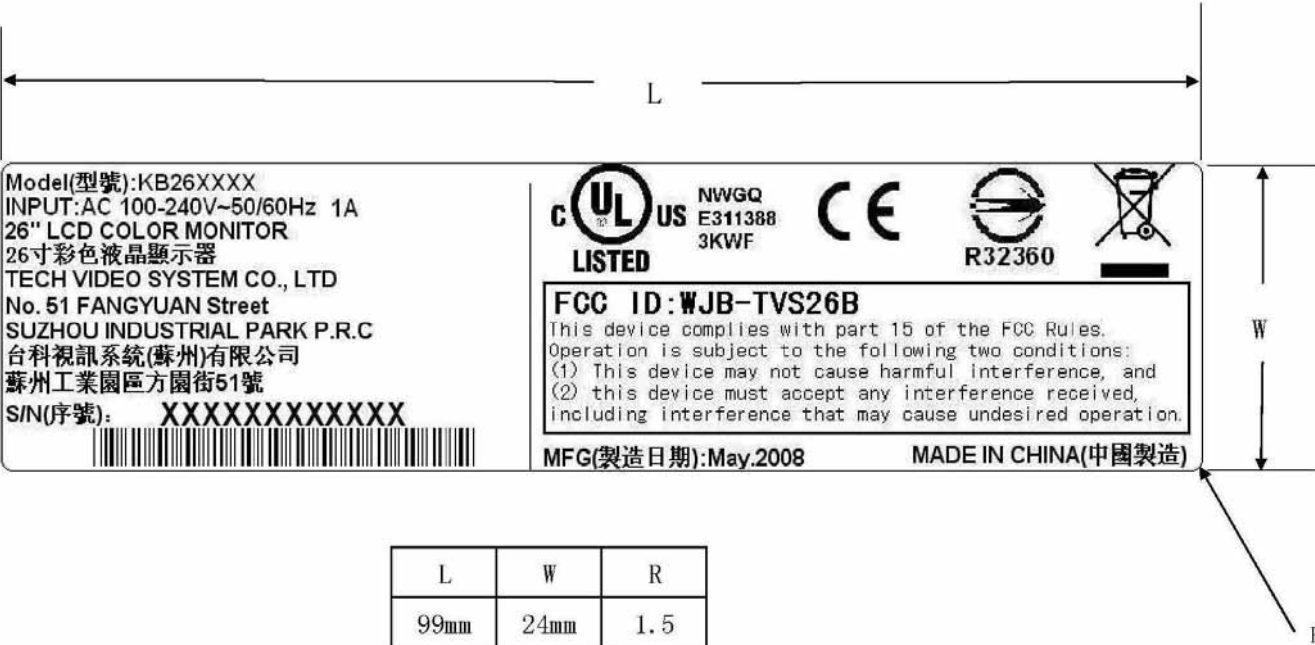 L
Model(型號):KB26XXXX
INPUT:AC 100-240V~50/60Hz 1A
26" LCD COLOR MONITOR
26寸彩色液晶顯示器
TECH VIDEO SYSTEM CO., LTD
No. 51 FANGYUAN Street
SUZHOU INDUSTRIAL PARK P.R.C
台科視訊系統(蘇州)有限公司
蘇州工業園區方園街51號
S/N(序號): XXXXXXXXXXXX
C UL US
LISTED
NWGQ
E311388
3KWF
CE
R32360
FCC ID:WJB-TVS26B
This device complies with part 15 of the FCC Rules.
Operation is subject to the following two conditions:
(1) This device may not cause harmful interference, and
(2) this device must accept any interference received,
including interference that may cause undesired operation.
MFG(製造日期):May.2008 MADE IN CHINA(中國製造)
W
L W R
99mm 24mm 1.5